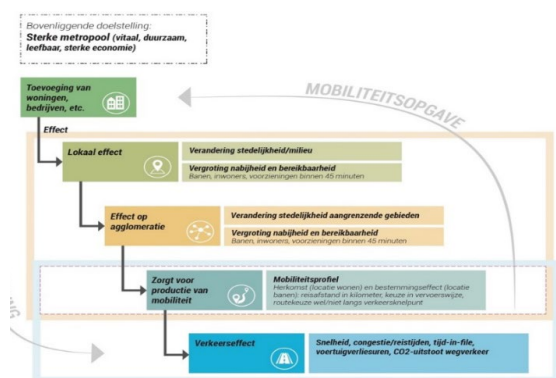 Bovenliggende doelstelling:
Sterke metropool (vitaal, duurzaam,
leefbaar, sterke economie)
MOBILITEITSOPGAVE
Toevoeging van
woningen,
bedrijven, etc.
Effect
Lokaal effect
Verandering stedelijkheid/milieu
Vergroting nabijheid en bereikbaarheid
Banen, inwoners, voorzieningen binnen 45 minuten
Effect op
agglomeratie
Verandering stedelijkheid aangrenzende gebieden
Vergroting nabijheid en bereikbaarheid
Banen, inwoners, voorzieningen binnen 45 minuten
Zorgt voor
productie van
mobiliteit
Mobiliteitsprofiel
Herkomst (locatie wonen) en bestemmingseffect (locatie
banen): reisafstand in kilometer, keuze in vervoerswijze,
routekeuze wel/niet langs verkeersknelpunt
Verkeerseffect
Snelheid, congestie/reistijden, tijd-in-file,
voertuigverliesuren, CO2-uitstoot wegverkeer